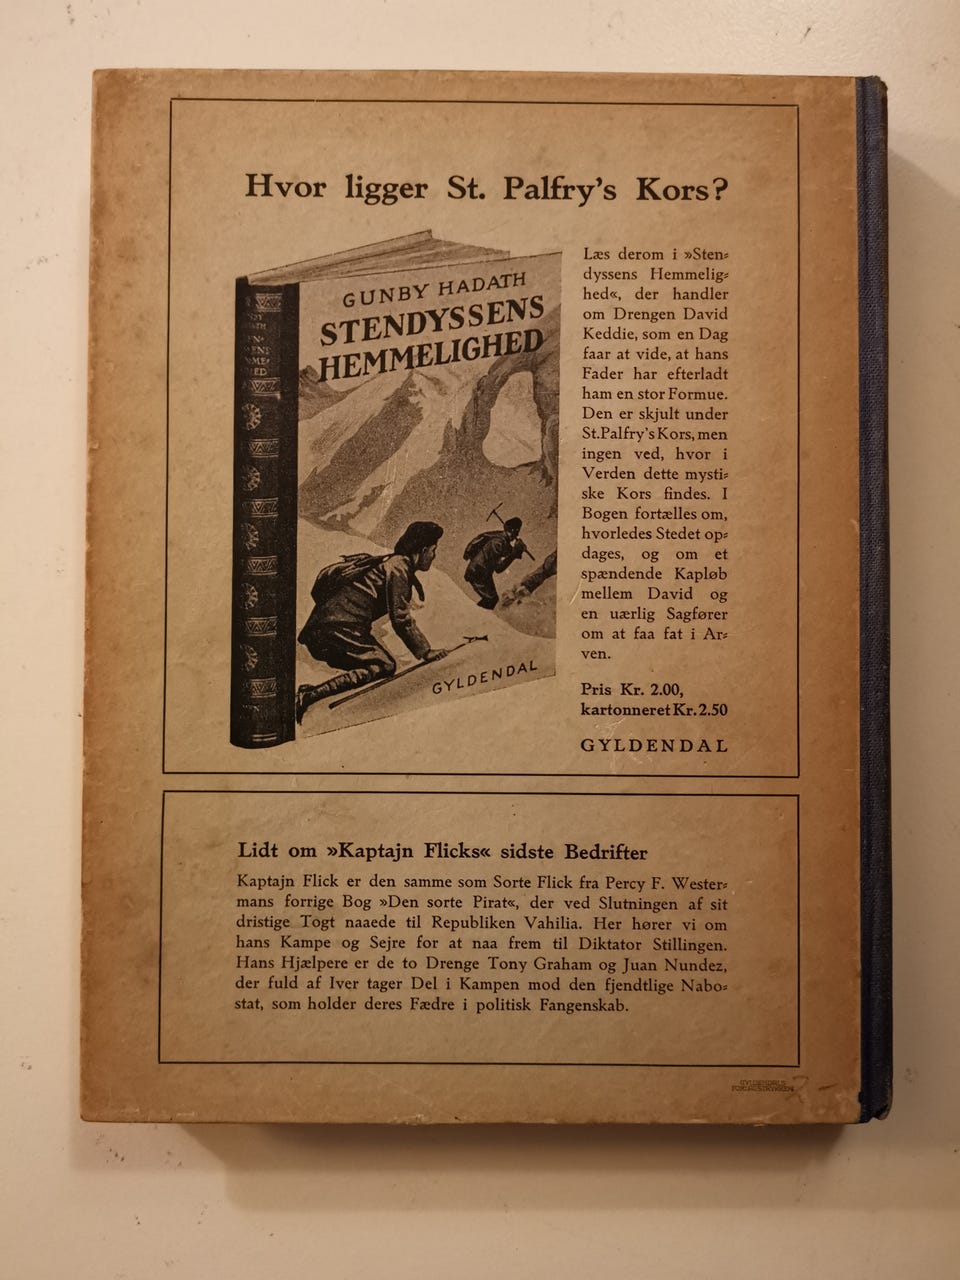 Hvor ligger St. Palfry's Kors?
GUNBY HADATH
STENDYSSENS
HEMMELIGHED
GYLDENDAL
Læs derom i »Sten=
dyssens Hemmelig=
hed«, der handler
om Drengen David
Keddie, som en Dag
faar at vide, at hans
Fader har efterladt
ham en stor Formue.
Den er skjult under
St. Palfry's Kors, men
ingen ved, hvor i
Verden dette mysti=
ske Kors findes. I
Bogen fortælles om,
hvorledes Stedet op=
dages, og om et
spændende Kapløb
mellem David og
en uærlig Sagfører
om at faa fat i Ar=
ven.
Pris Kr. 2.00,
kartonneret Kr. 2.50
GYLDENDAL
Lidt om »Kaptajn Flicks« sidste Bedrifter
Kaptajn Flick er den samme som Sorte Flick fra Percy F. Wester=
mans forrige Bog »Den sorte Pirat«, der ved Slutningen af sit
dristige Togt naaede til Republiken Vahilia. Her hører vi om
hans Kampe og Sejre for at naa frem til Diktator Stillingen.
Hans Hjælpere er de to Drenge Tony Graham og Juan Nundez,
der fuld af Iver tager Del i Kampen mod den fjendtlige Nabo=
stat, som holder deres Fædre i politisk Fangenskab.
GYLDENDALS
FORLAGSTRYKKERI